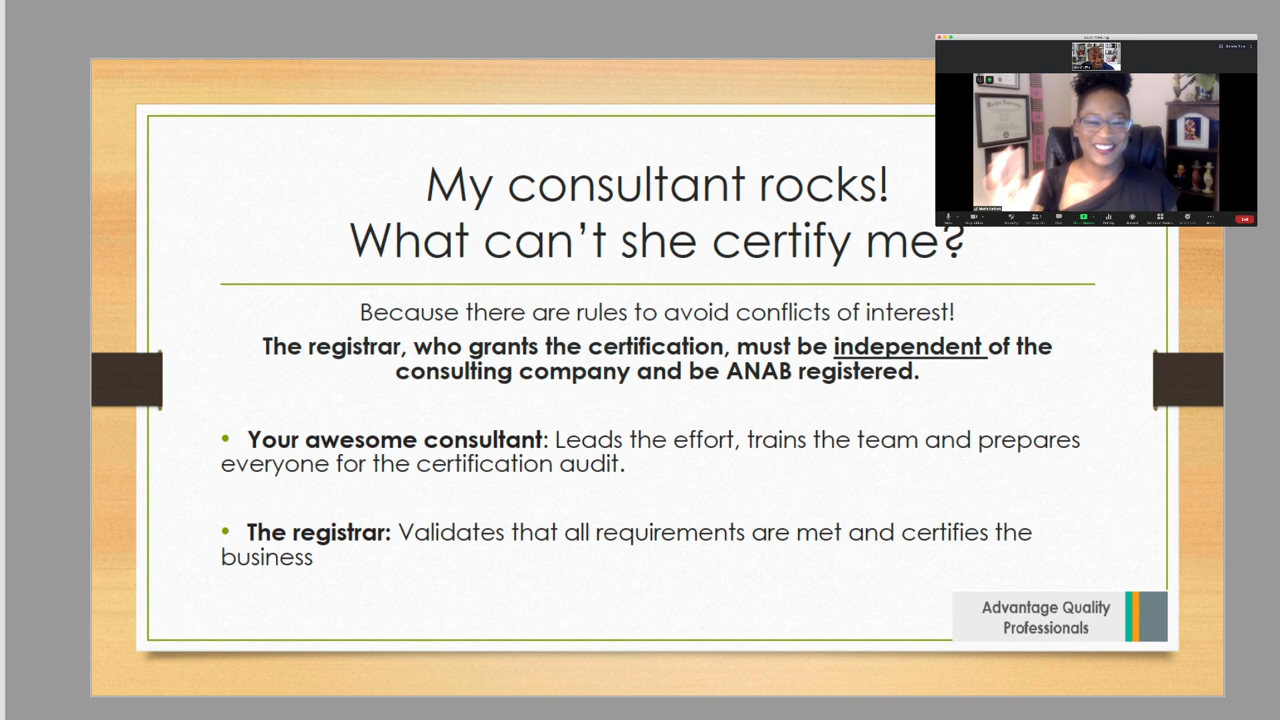 My consultant rocks!
What can't she certify me?
Because there are rules to avoid conflicts of interest!
The registrar, who grants the certification, must be independent of the
consulting company and be ANAB registered.
• Your awesome consultant: Leads the effort, trains the team and prepares
everyone for the certification audit.
• The registrar: Validates that all requirements are met and certifies the
business
Advantage Quality
Professionals